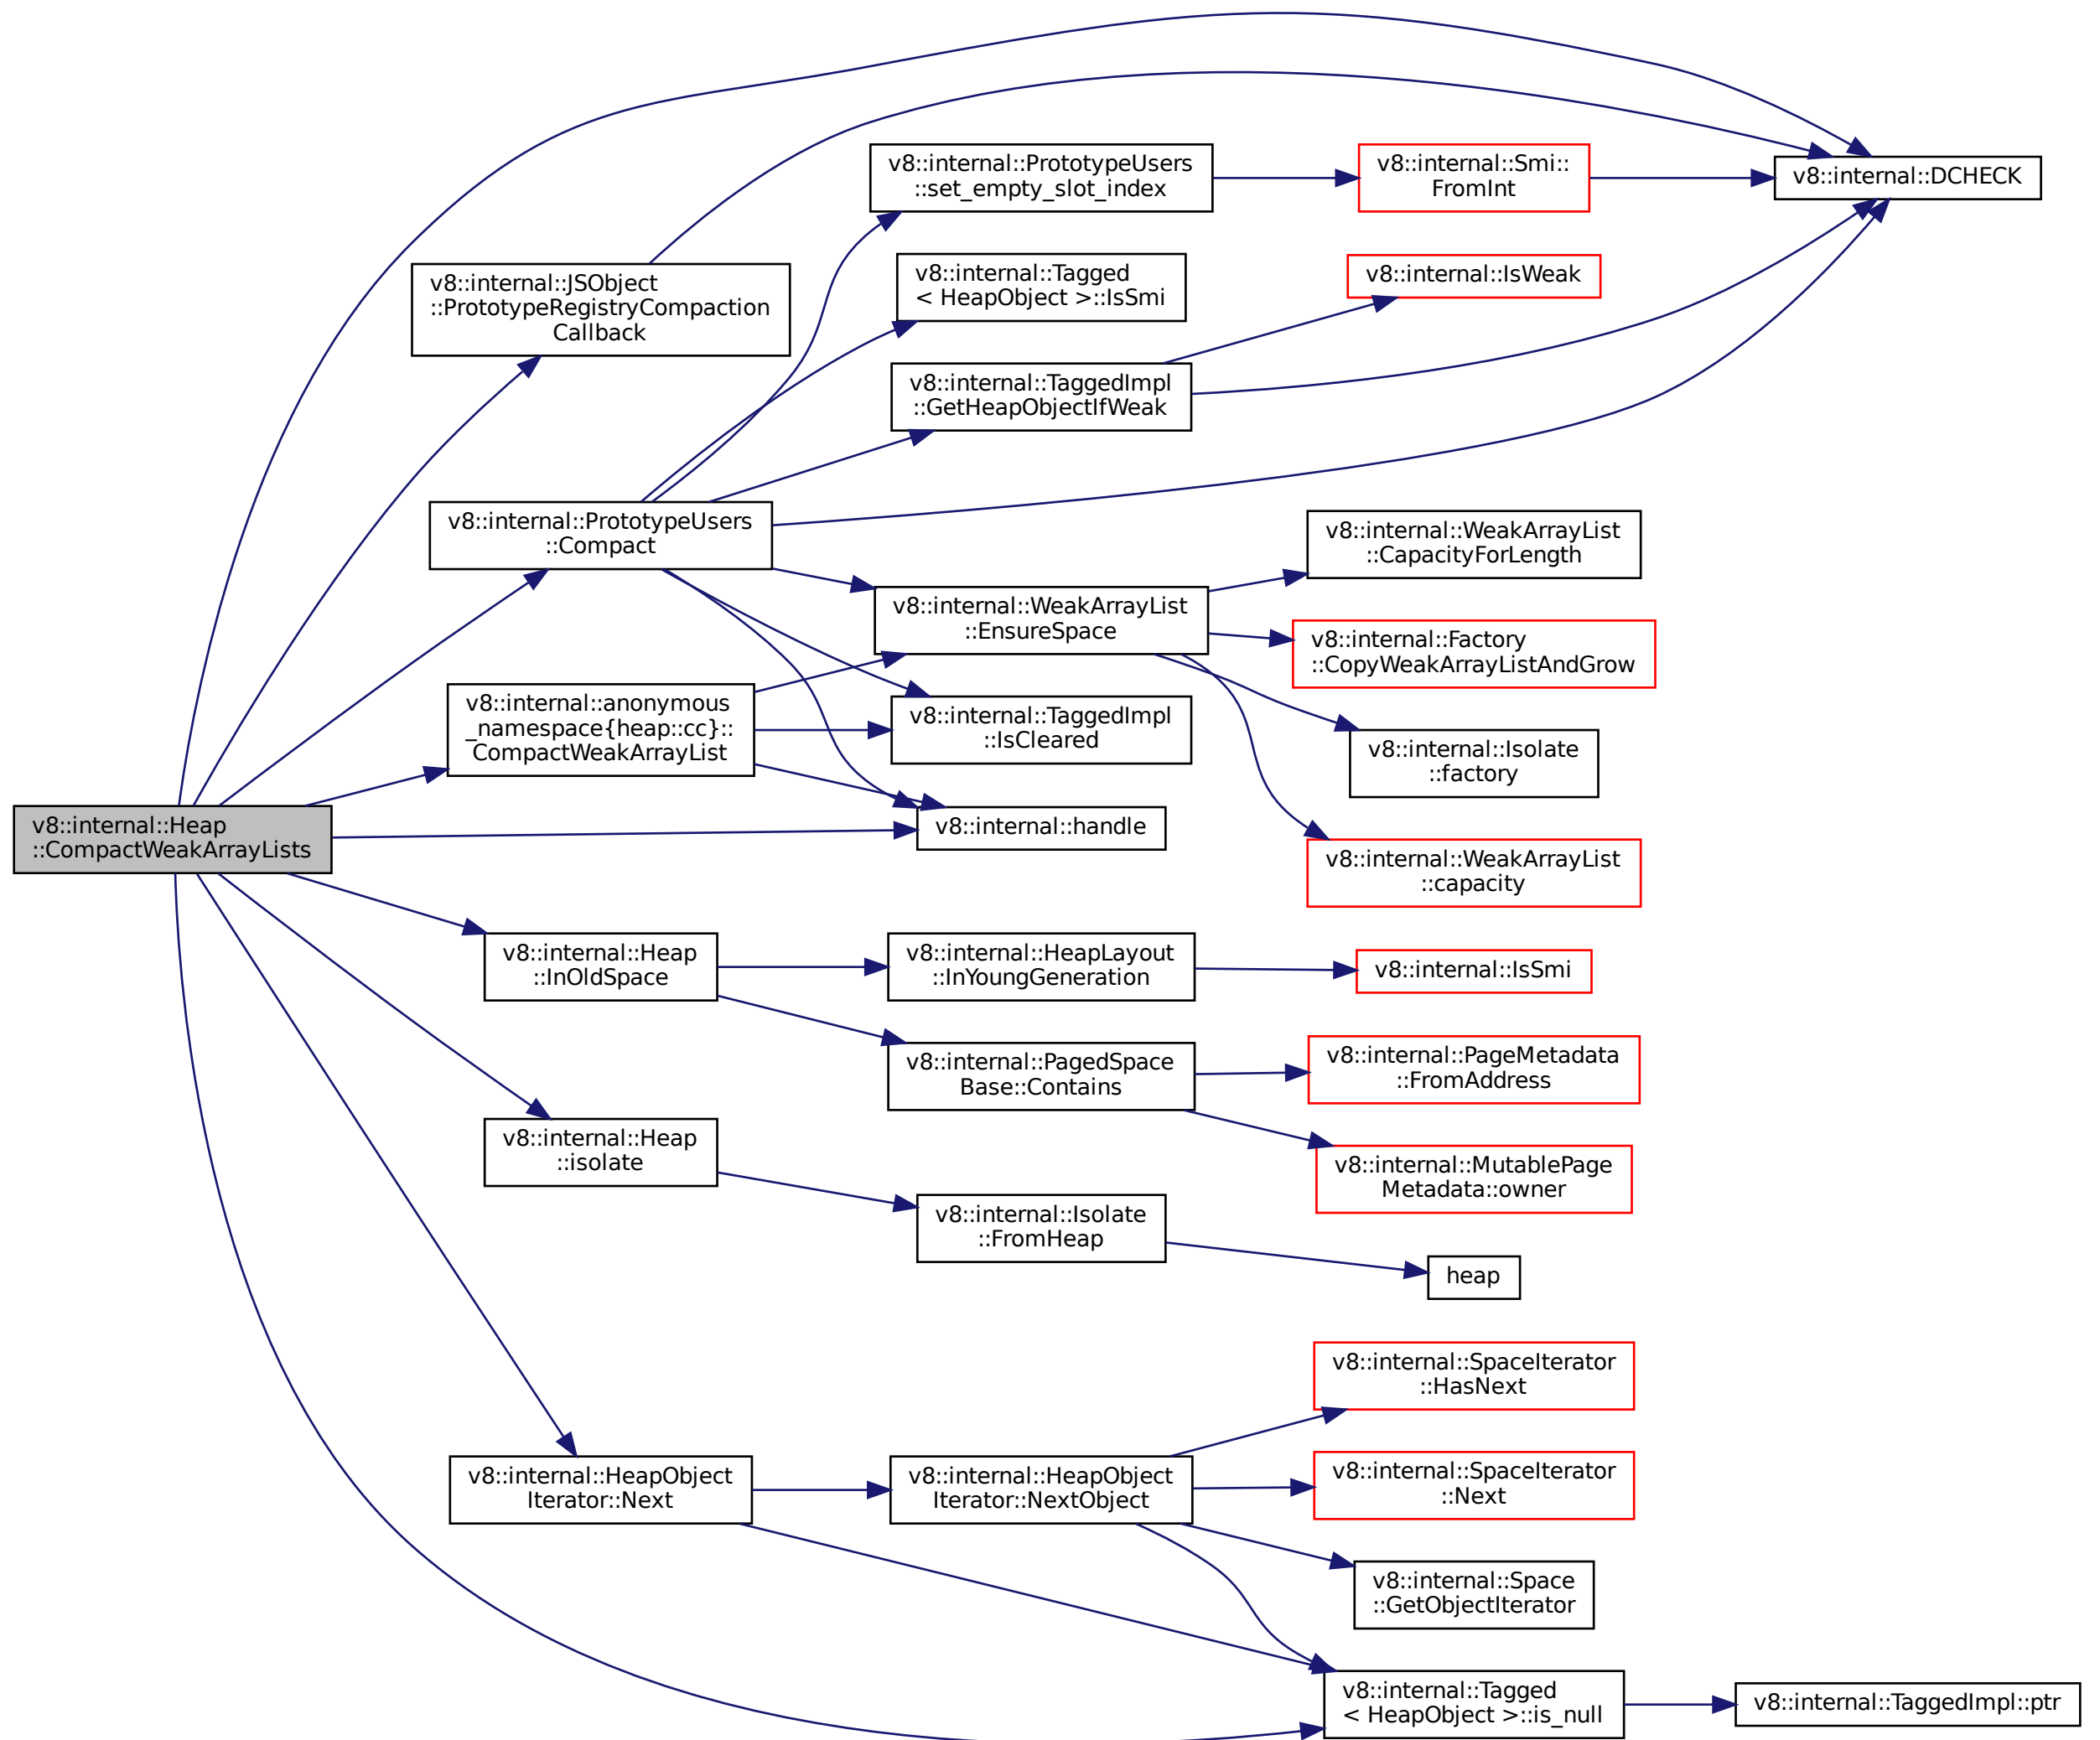 v8::internal::Heap
::CompactWeakArrayLists
v8::internal::JSObject
::PrototypeRegistryCompaction
Callback
v8::internal::PrototypeUsers
::Compact
v8::internal::anonymous
_namespace{heap::cc}::
CompactWeakArrayList
v8::internal::Heap
::InOldSpace
v8::internal::Heap
::isolate
v8::internal::HeapObject
Iterator::Next
v8::internal::PrototypeUsers
::set_empty_slot_index
v8::internal::Tagged
< HeapObject >::IsSmi
v8::internal::TaggedImpl
::GetHeapObjectIfWeak
v8::internal::WeakArrayList
::EnsureSpace
v8::internal::TaggedImpl
::IsCleared
v8::internal::handle
v8::internal::HeapLayout
::InYoungGeneration
v8::internal::PagedSpace
Base::Contains
v8::internal::Isolate
::FromHeap
v8::internal::HeapObject
Iterator::NextObject
v8::internal::Smi::
FromInt
v8::internal::IsWeak
v8::internal::WeakArrayList
::CapacityForLength
v8::internal::Factory
::CopyWeakArrayListAndGrow
v8::internal::Isolate
::factory
v8::internal::WeakArrayList
::capacity
v8::internal::IsSmi
v8::internal::PageMetadata
::FromAddress
v8::internal::MutablePage
Metadata::owner
heap
v8::internal::SpaceIterator
::HasNext
v8::internal::SpaceIterator
::Next
v8::internal::Space
::GetObjectIterator
v8::internal::Tagged
< HeapObject >::is_null
v8::internal::DCHECK
v8::internal::TaggedImpl::ptr